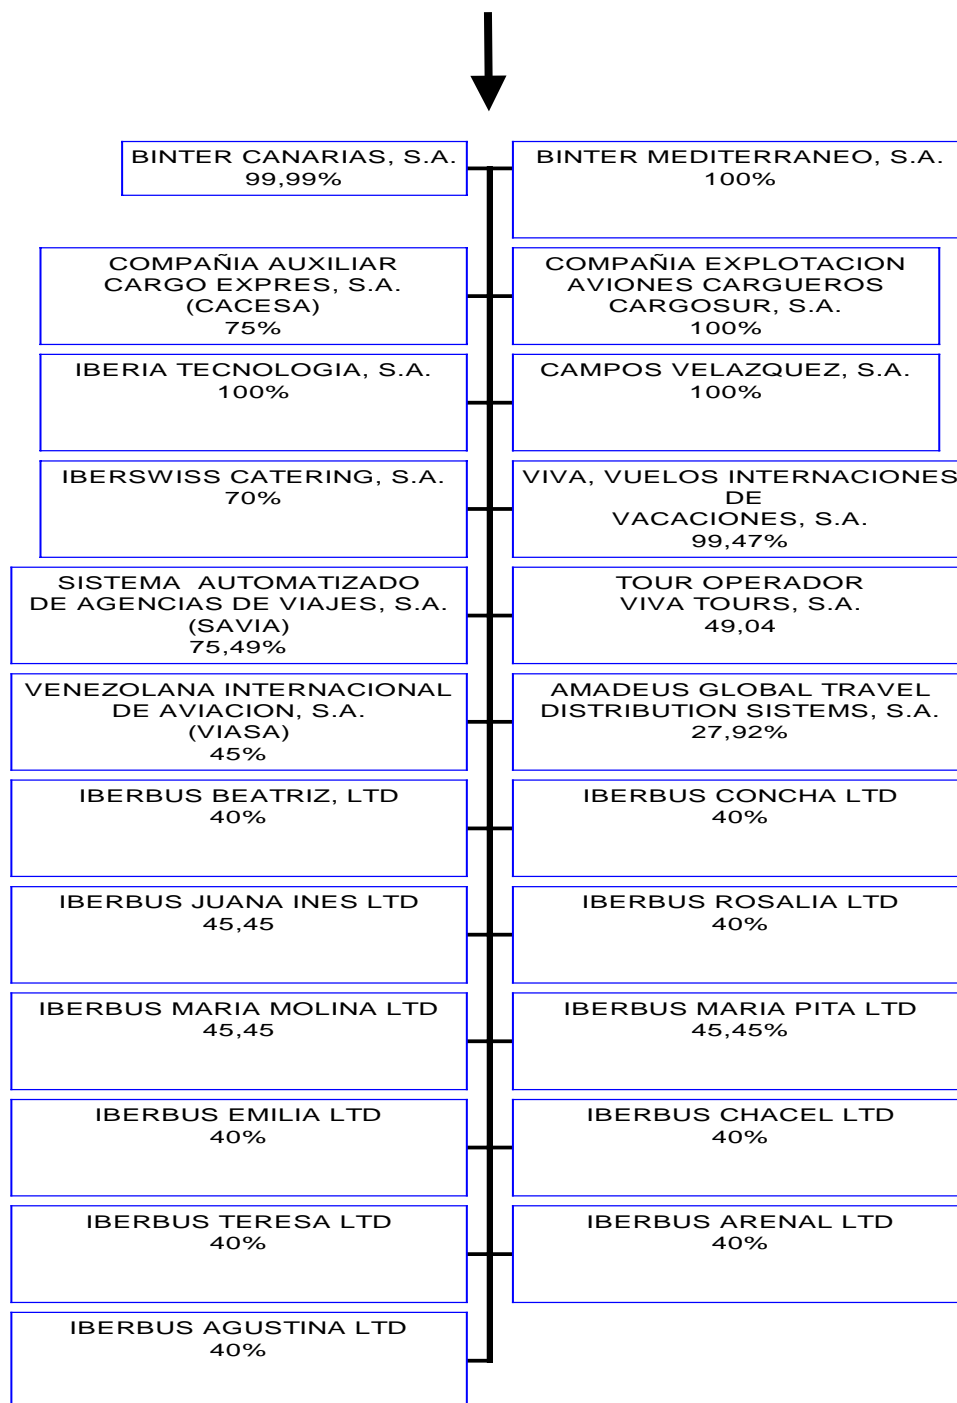 BINTER CANARIAS, S.A.
99,99%
BINTER MEDITERRANEO, S.A.
100%
COMPAÑIA AUXILIAR
CARGO EXPRES, S.A.
(CACESA)
75%
COMPAÑIA EXPLOTACION
AVIONES CARGUEROS
CARGOSUR, S.A.
100%
IBERIA TECNOLOGIA, S.A.
100%
CAMPOS VELAZQUEZ, S.A.
100%
IBERSWISS CATERING, S.A.
70%
VIVA, VUELOS INTERNACIONES
DE
VACACIONES, S.A.
99,47%
SISTEMA AUTOMATIZADO
DE AGENCIAS DE VIAJES, S.A.
(SAVIA)
75,49%
TOUR OPERADOR
VIVA TOURS, S.A.
49,04
VENEZOLANA INTERNACIONAL
DE AVIACION, S.A.
(VIASA)
45%
AMADEUS GLOBAL TRAVEL
DISTRIBUTION SISTEMS, S.A.
27,92%
IBERBUS BEATRIZ, LTD
40%
IBERBUS CONCHA LTD
40%
IBERBUS JUANA INES LTD
45,45
IBERBUS ROSALIA LTD
40%
IBERBUS MARIA MOLINA LTD
45,45
IBERBUS MARIA PITA LTD
45,45%
IBERBUS EMILIA LTD
40%
IBERBUS CHACEL LTD
40%
IBERBUS TERESA LTD
40%
IBERBUS ARENAL LTD
40%
IBERBUS AGUSTINA LTD
40%